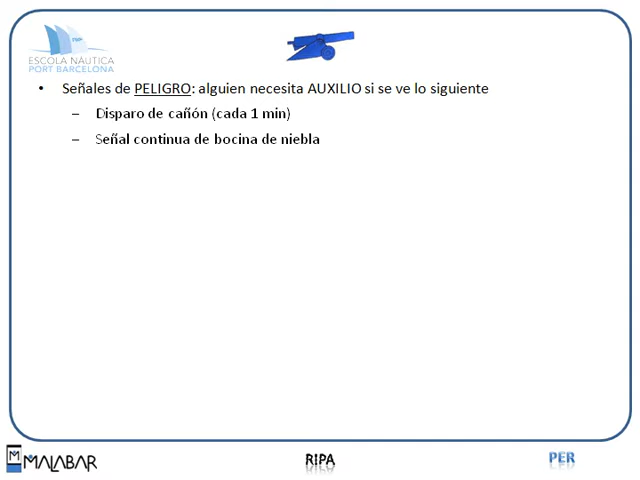 ESCOLA NÀUTICA
PORT BARCELONA
• Señales de PELIGRO: alguien necesita AUXILIO si se ve lo siguiente
– Disparo de cañón (cada 1 min)
– Señal continua de bocina de niebla
MALABAR
RIPA
PER